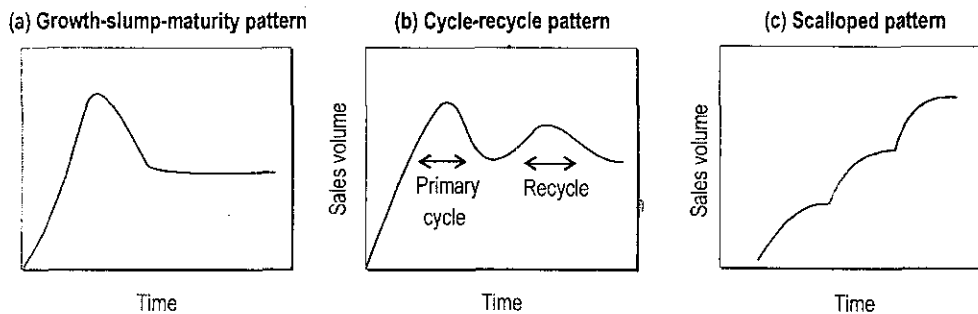 (a) Growth-slump-maturity pattern
Time
(b) Cycle-recycle pattern
Sales volume
Primary
cycle
Recycle
Time
(c) Scalloped pattern
Sales volume
Time